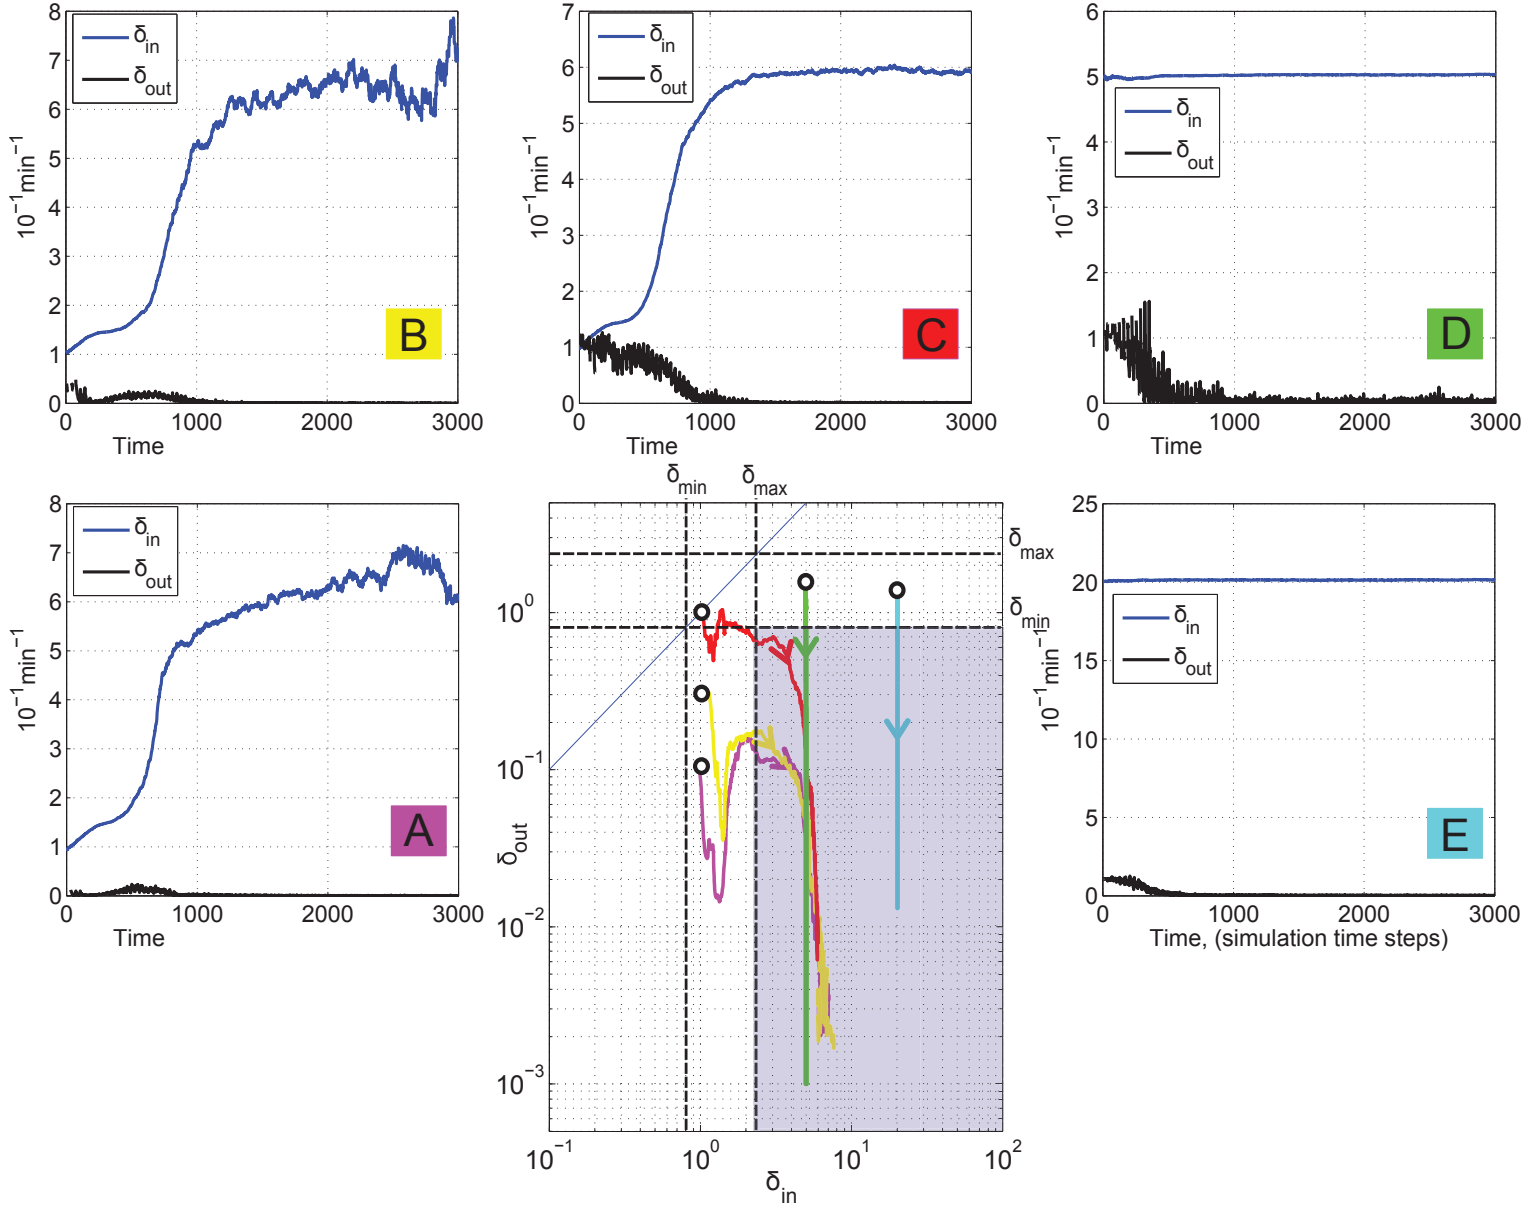 8
7
6
5
4
3
2
1
0
10⁻¹min⁻¹
δin
δout
B
0
1000
2000
3000
Time
7
6
5
4
3
2
1
0
10⁻¹min⁻¹
δin
δout
C
0
1000
2000
3000
Time
6
5
4
3
2
1
0
10⁻¹min⁻¹
δin
δout
D
0
1000
2000
3000
Time
8
7
6
5
4
3
2
1
0
10⁻¹min⁻¹
δin
δout
A
0
1000
2000
3000
Time
δmin
δmax
δmax
δmin
10⁰
10⁻¹
10⁻²
10⁻³
δout
10⁻¹
10⁰
10¹
10²
δin
25
20
15
10
5
0
10⁻¹min⁻¹
δin
δout
E
0
1000
2000
3000
Time, (simulation time steps)